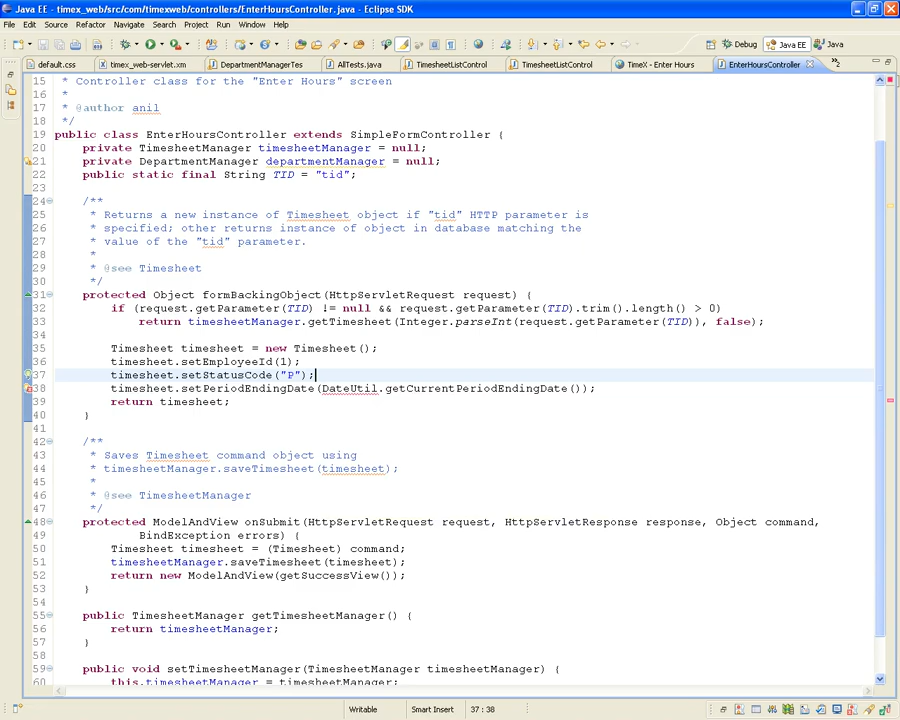 Java EE - timex_web/src/com/timexweb/controllers/EnterHoursController.java - Eclipse SDK
File Edit Source Refactor Navigate Search Project Run Window Help
Debug Java EE Java
default.css timex_web-servlet.xm DepartmentManagerTes AllTests.java TimesheetListControl TimesheetListControl TimeX - Enter Hours EnterHoursController »2
15 * Controller class for the "Enter Hours" screen
16 *
17 * @author anil
18 */
19 public class EnterHoursController extends SimpleFormController {
20 private TimesheetManager timesheetManager = null;
21 private DepartmentManager departmentManager = null;
22 public static final String TID = "tid";
23
24 /**
25 * Returns a new instance of Timesheet object if "tid" HTTP parameter is
26 * specified; other returns instance of object in database matching the
27 * value of the "tid" parameter.
28 *
29 * @see Timesheet
30 */
31 protected Object formBackingObject(HttpServletRequest request) {
32 if (request.getParameter(TID) != null && request.getParameter(TID).trim().length() > 0)
33 return timesheetManager.getTimesheet(Integer.parseInt(request.getParameter(TID)), false);
34
35 Timesheet timesheet = new Timesheet();
36 timesheet.setEmployeeId(1);
37 timesheet.setStatusCode("P");
38 timesheet.setPeriodEndingDate(DateUtil.getCurrentPeriodEndingDate());
39 return timesheet;
40 }
41
42 /**
43 * Saves Timesheet command object using
44 * timesheetManager.saveTimesheet(timesheet);
45 *
46 * @see TimesheetManager
47 */
48 protected ModelAndView onSubmit(HttpServletRequest request, HttpServletResponse response, Object command,
49 BindException errors) {
50 Timesheet timesheet = (Timesheet) command;
51 timesheetManager.saveTimesheet(timesheet);
52 return new ModelAndView(getSuccessView());
53 }
54
55 public TimesheetManager getTimesheetManager() {
56 return timesheetManager;
57 }
58
59 public void setTimesheetManager(TimesheetManager timesheetManager) {
60 this.timesheetManager = timesheetManager;
Writable Smart Insert 37 : 38